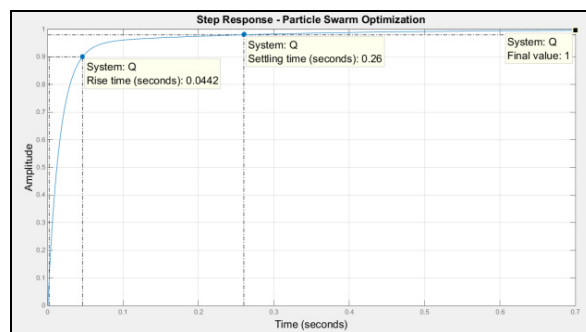 Step Response - Particle Swarm Optimization
Amplitude
1
0.9
0.8
0.7
0.6
0.5
0.4
0.3
0.2
0.1
0
System: Q
Rise time (seconds): 0.0442
System: Q
Settling time (seconds): 0.26
System: Q
Final value: 1
0
0.1
0.2
0.3
0.4
0.5
0.6
0.7
Time (seconds)